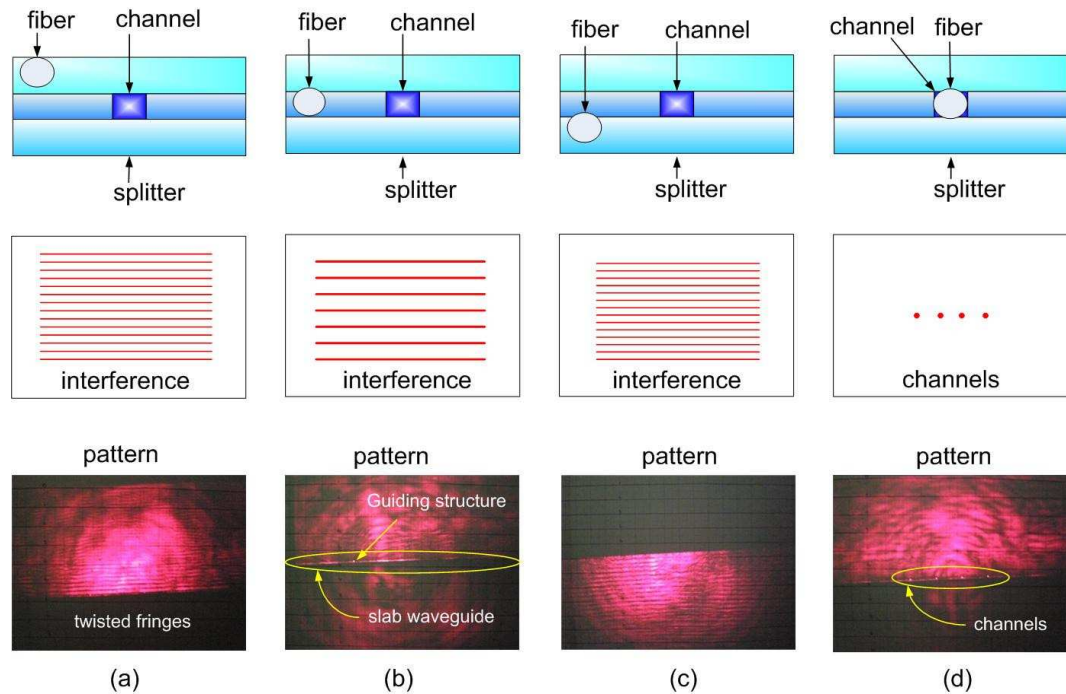 fiber channel
fiber channel
fiber channel
channel fiber
splitter
splitter
splitter
splitter
interference
interference
interference
channels
pattern
pattern
pattern
pattern
twisted fringes
Guiding structure
slab waveguide
channels
(a)
(b)
(c)
(d)